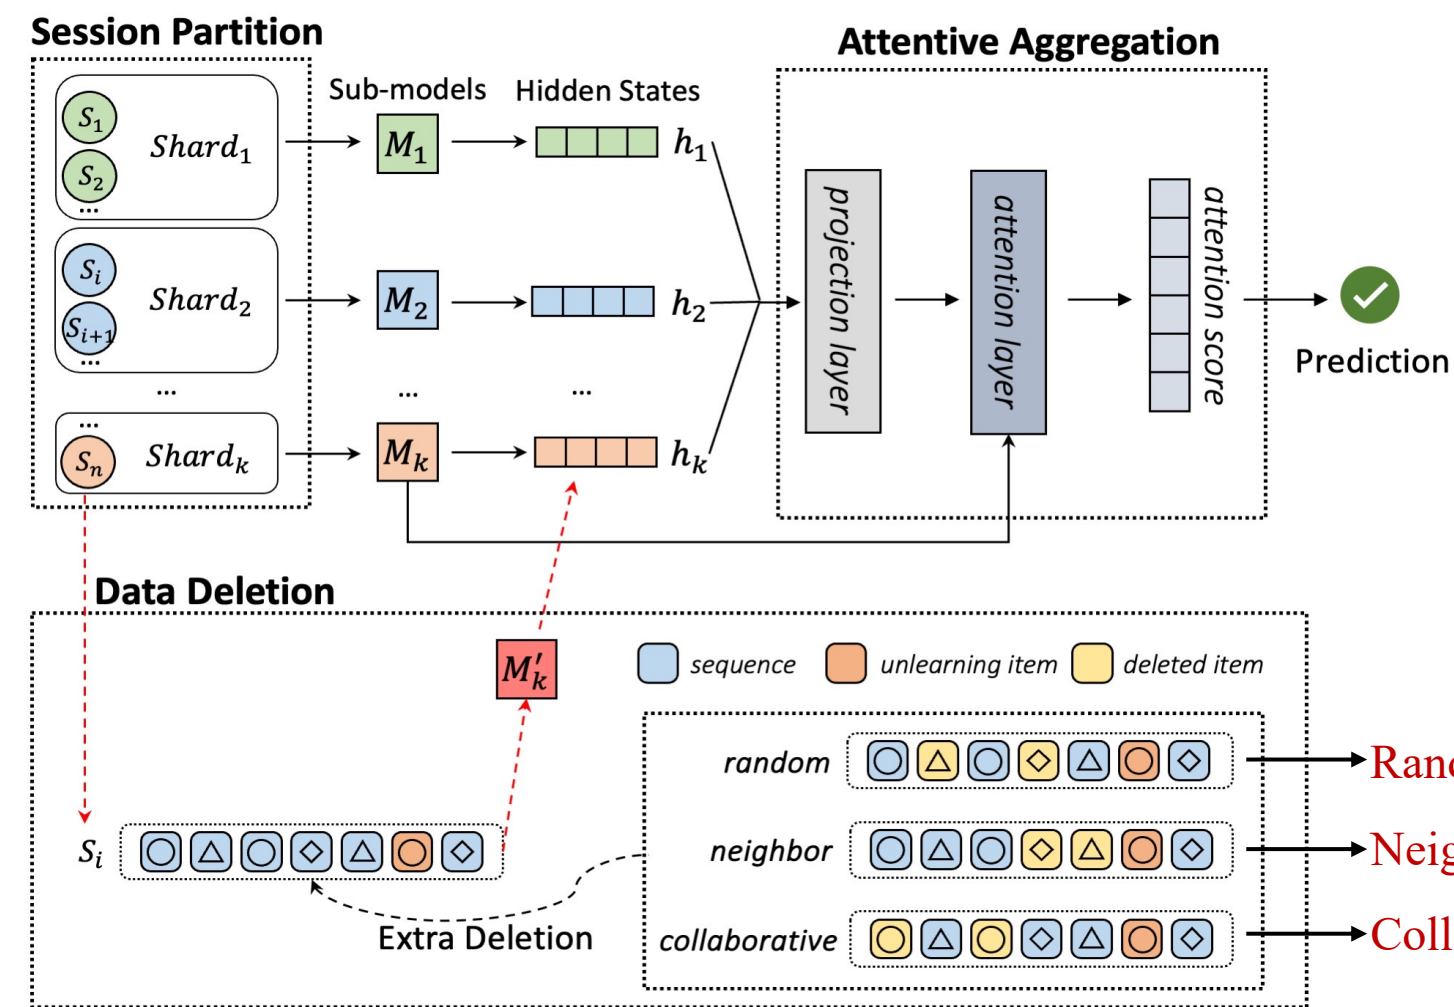 Session Partition
Attentive Aggregation
Sub-models
Hidden States
S₁
S₂
...
Shard₁
M₁
h₁
Sᵢ
Sᵢ₊₁
...
Shard₂
M₂
h₂
...
...
...
...
Sₙ
Shardₖ
Mₖ
hₖ
projection layer
attention layer
attention score
Prediction
Data Deletion
M′ₖ
sequence
unlearning item
deleted item
random
neighbor
collaborative
Sᵢ
Extra Deletion